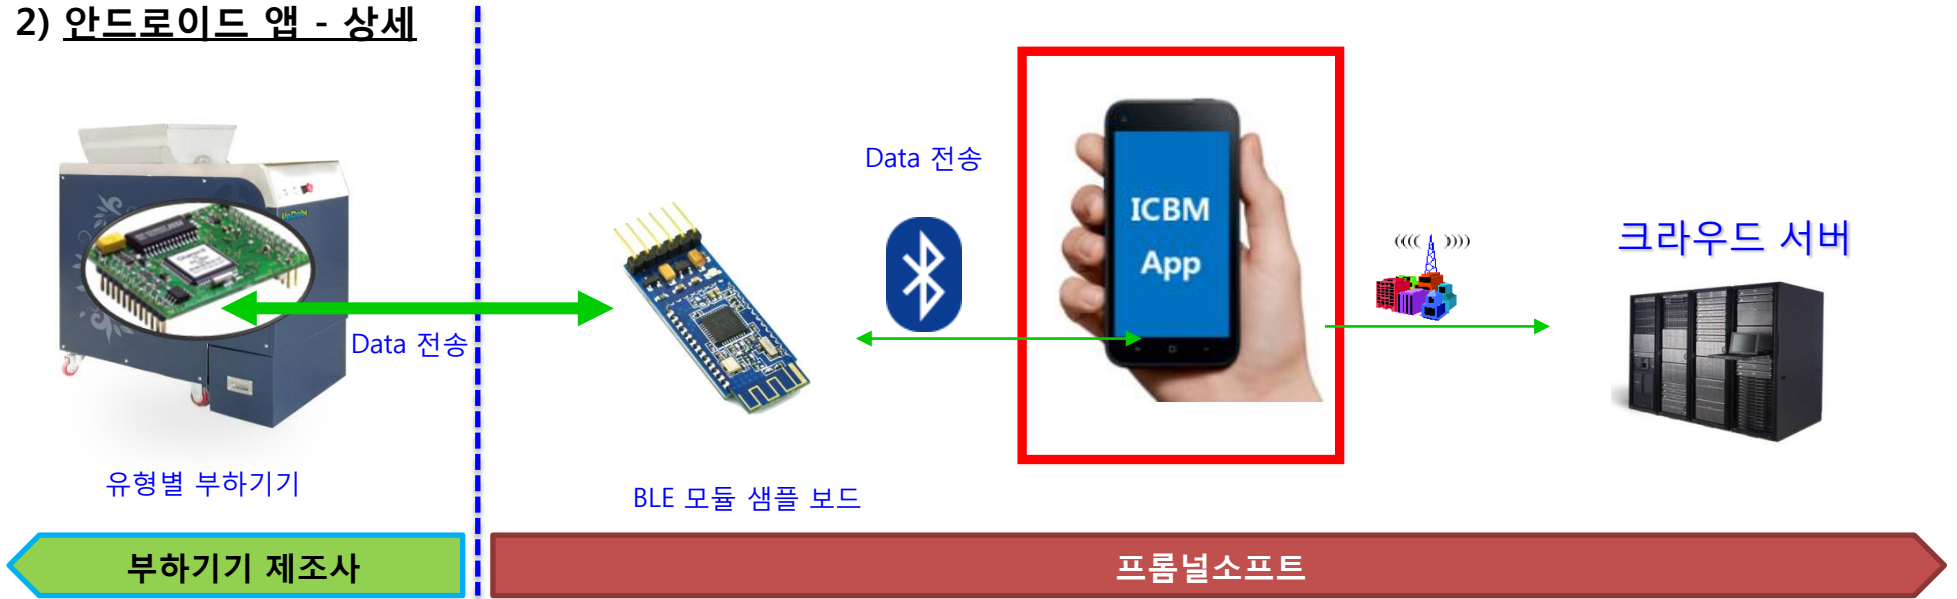 2) 안드로이드 앱 - 상세
Data 전송
ICBM
App
크라우드 서버
Data 전송
유형별 부하기기
BLE 모듈 샘플 보드
부하기기 제조사
프롬널소프트